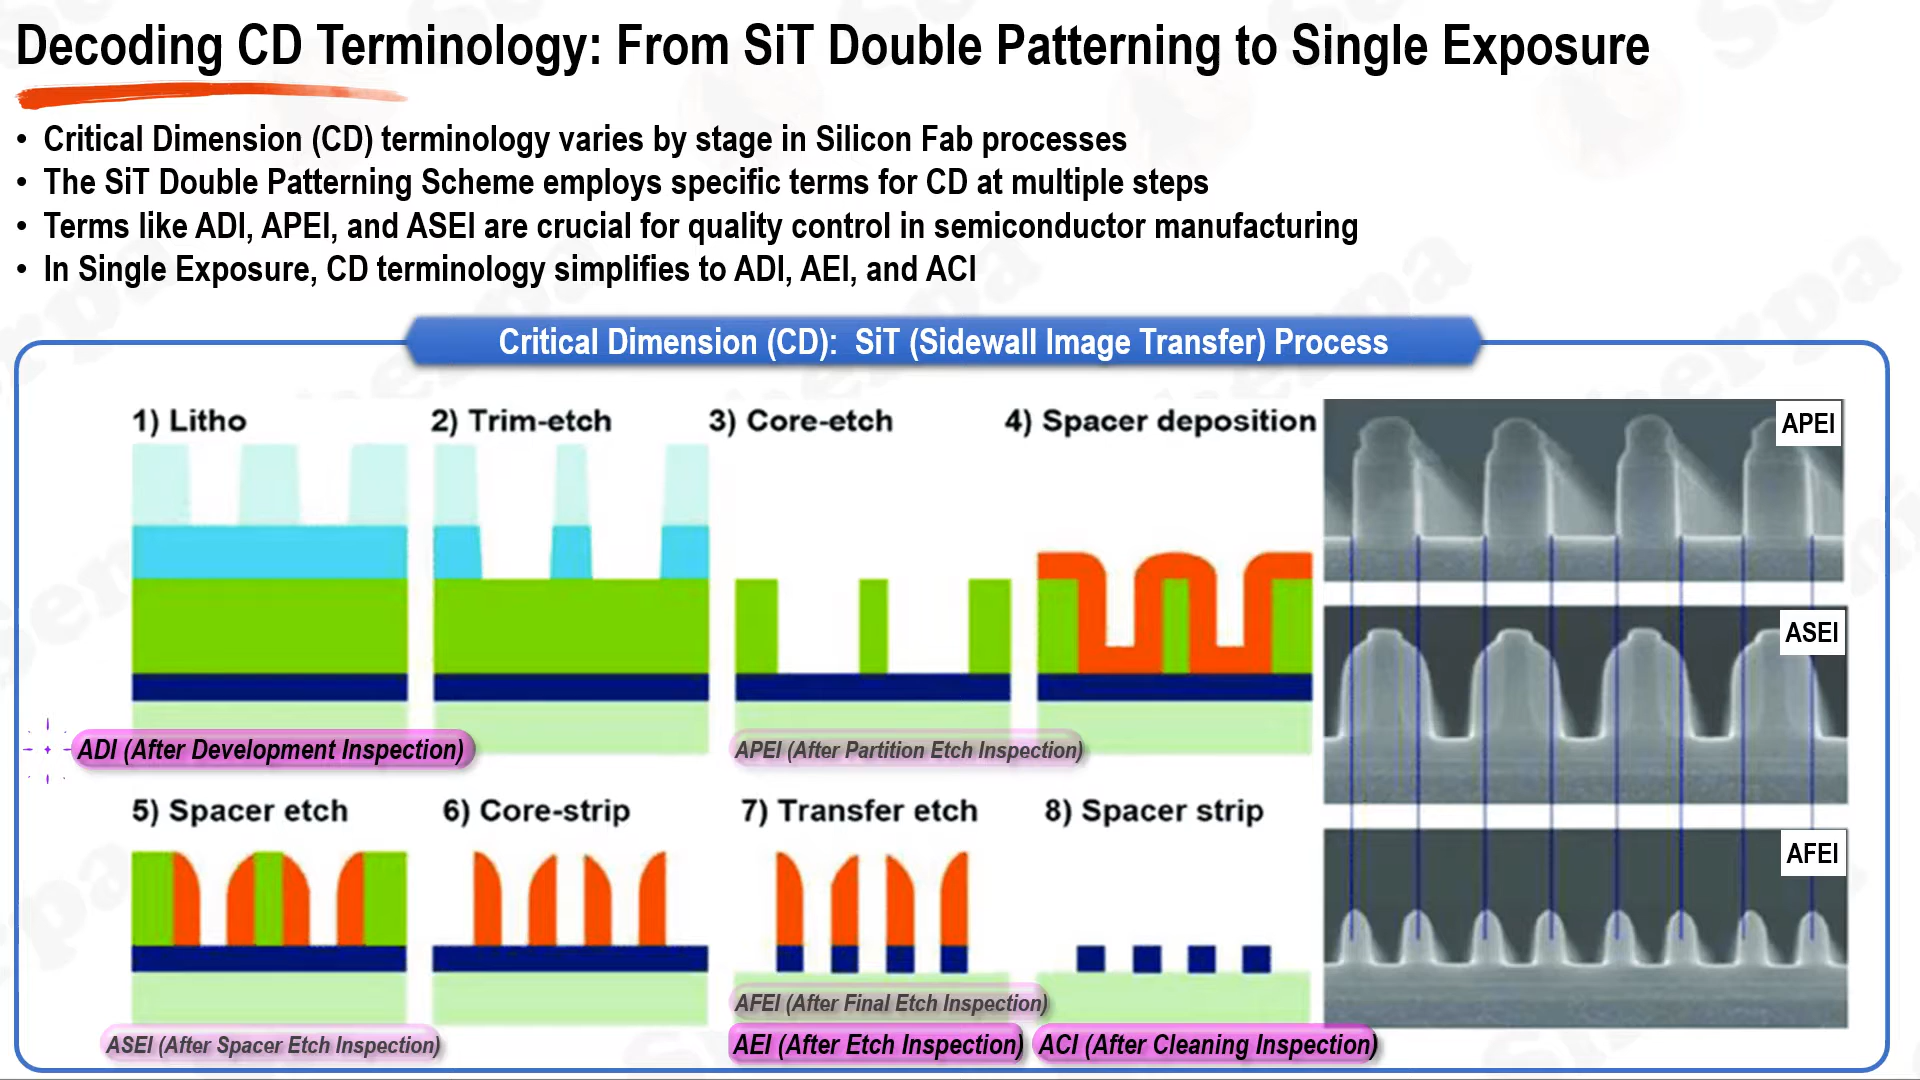 Decoding CD Terminology: From SiT Double Patterning to Single Exposure
• Critical Dimension (CD) terminology varies by stage in Silicon Fab processes
• The SiT Double Patterning Scheme employs specific terms for CD at multiple steps
• Terms like ADI, APEI, and ASEI are crucial for quality control in semiconductor manufacturing
• In Single Exposure, CD terminology simplifies to ADI, AEI, and ACI
Critical Dimension (CD): SiT (Sidewall Image Transfer) Process
1) Litho
2) Trim-etch
3) Core-etch
4) Spacer deposition
APEI
ASEI
ADI (After Development Inspection)
APEI (After Partition Etch Inspection)
5) Spacer etch
6) Core-strip
7) Transfer etch
8) Spacer strip
AFEI
AFEI (After Final Etch Inspection)
ASEI (After Spacer Etch Inspection)
AEI (After Etch Inspection)
ACI (After Cleaning Inspection)